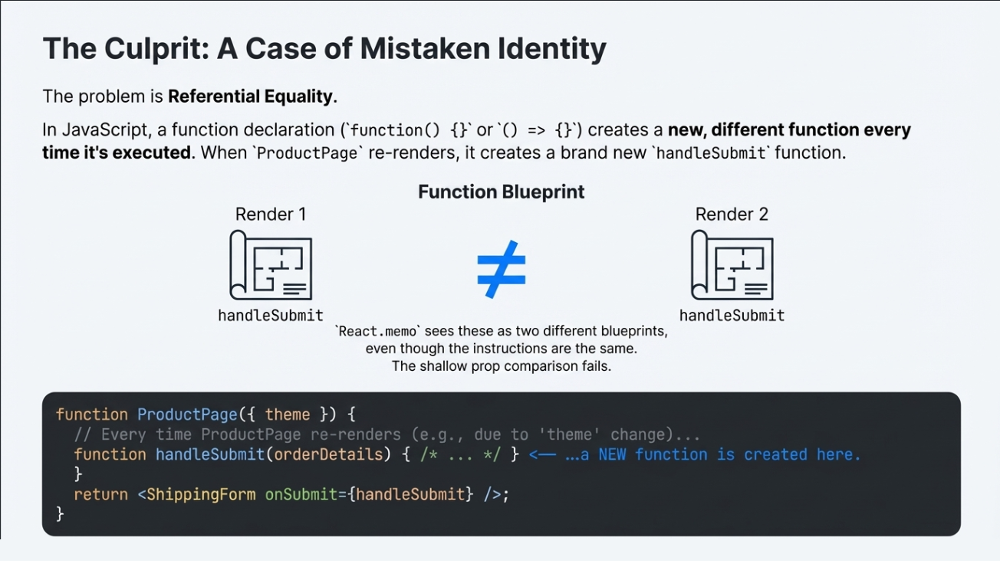 The Culprit: A Case of Mistaken Identity
The problem is Referential Equality.
In JavaScript, a function declaration (`function() {}` or `() => {}`) creates a new, different function every
time it's executed. When `ProductPage` re-renders, it creates a brand new `handleSubmit` function.
Function Blueprint
Render 1
Render 2
≠
handleSubmit
handleSubmit
`React.memo` sees these as two different blueprints,
even though the instructions are the same.
The shallow prop comparison fails.
function ProductPage({ theme }) {
  // Every time ProductPage re-renders (e.g., due to 'theme' change)...
  function handleSubmit(orderDetails) { /* ... */ } <—— …a NEW function is created here.
  }
  return <ShippingForm onSubmit={handleSubmit} />;
}